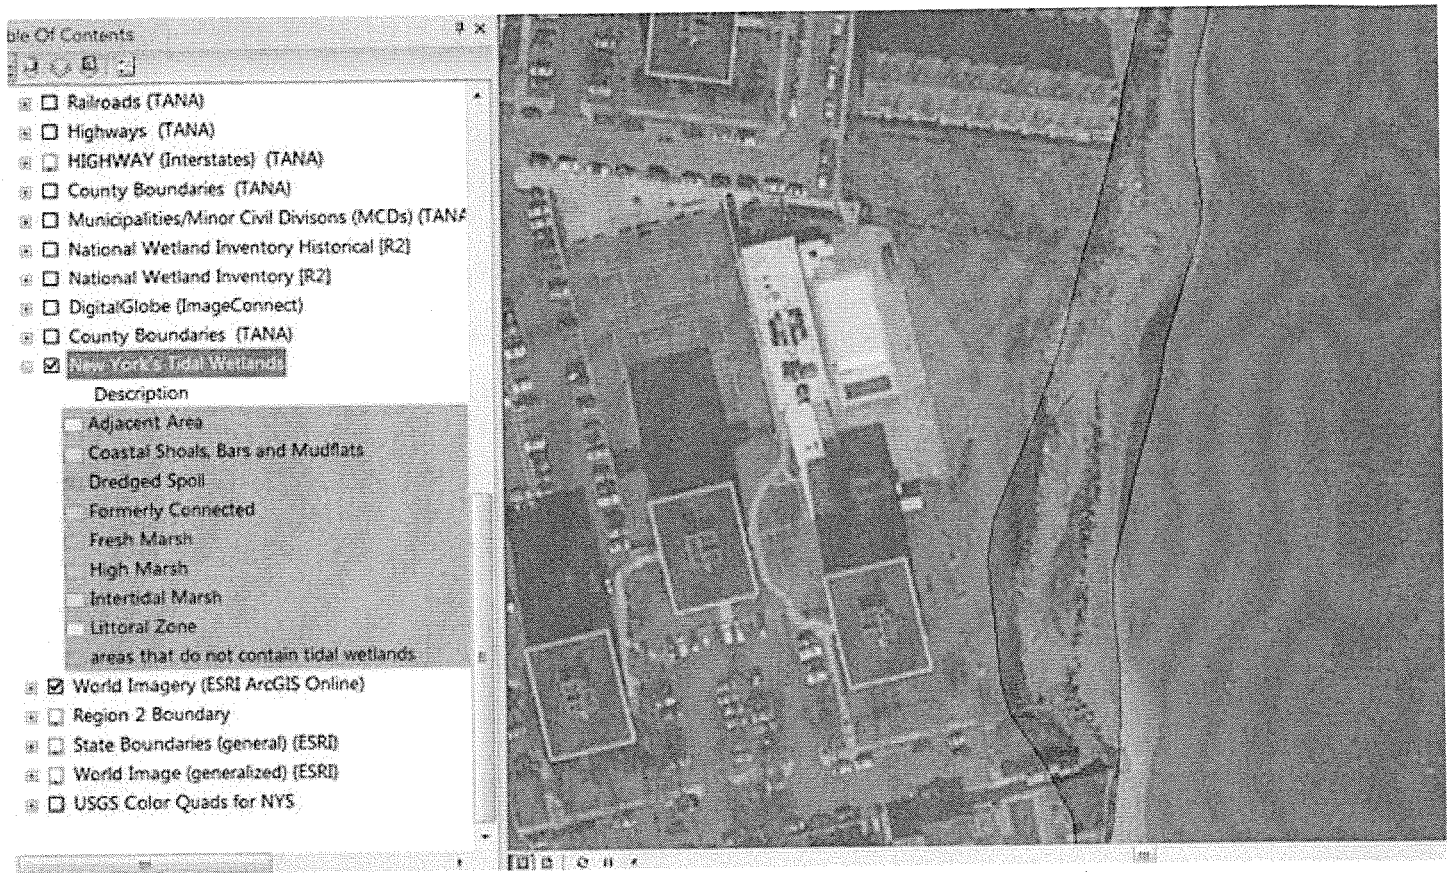 ble Of Contents
Railroads (TANA)
Highways (TANA)
HIGHWAY (Interstates) (TANA)
County Boundaries (TANA)
Municipalities/Minor Civil Divisons (MCDs) (TANA
National Wetland Inventory Historical [R2]
National Wetland Inventory [R2]
DigitalGlobe (ImageConnect)
County Boundaries (TANA)
New York's Tidal Wetlands
Description
Adjacent Area
Coastal Shoals, Bars and Mudflats
Dredged Spoil
Formerly Connected
Fresh Marsh
High Marsh
Intertidal Marsh
Littoral Zone
areas that do not contain tidal wetlands
World Imagery (ESRI ArcGIS Online)
Region 2 Boundary
State Boundaries (general) (ESRI)
World Image (generalized) (ESRI)
USGS Color Quads for NYS